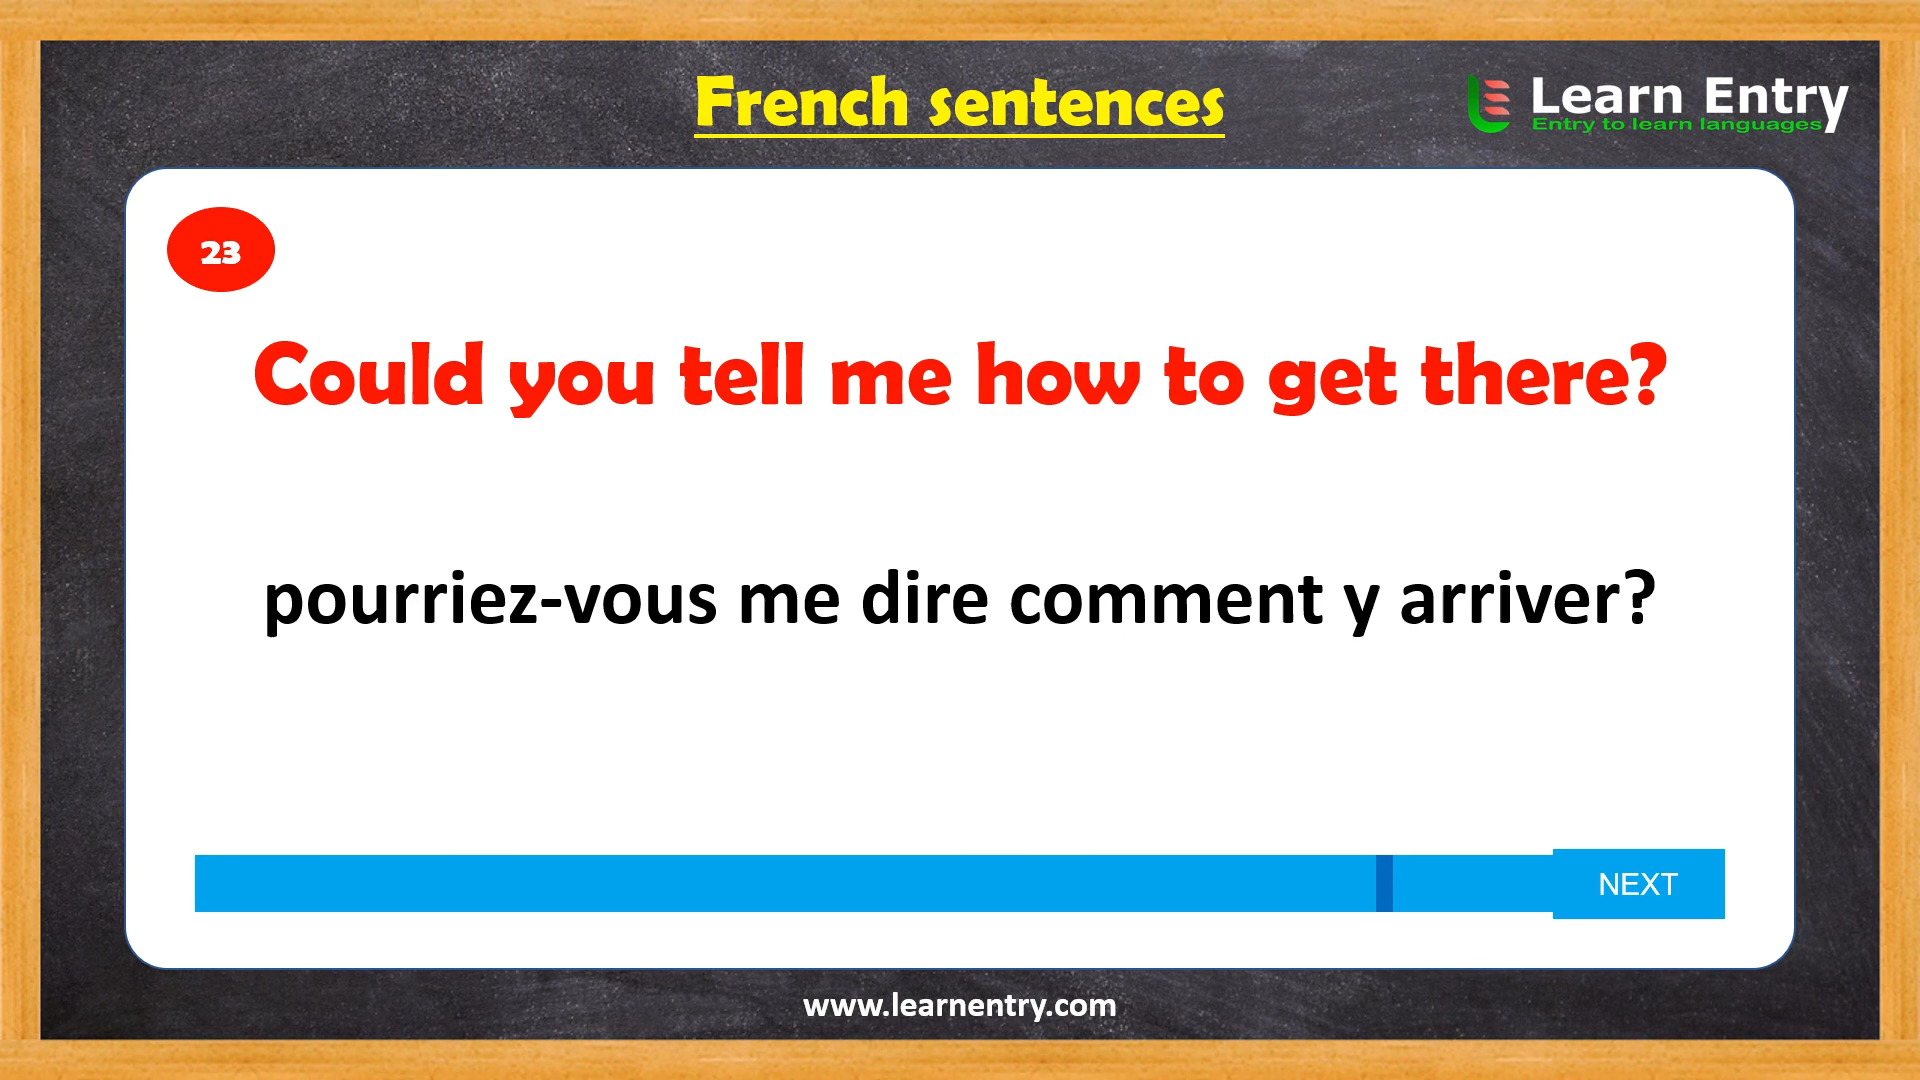 French sentences
Learn Entry
Entry to learn languages
23
Could you tell me how to get there?
pourriez-vous me dire comment y arriver?
NEXT
www.learnentry.com